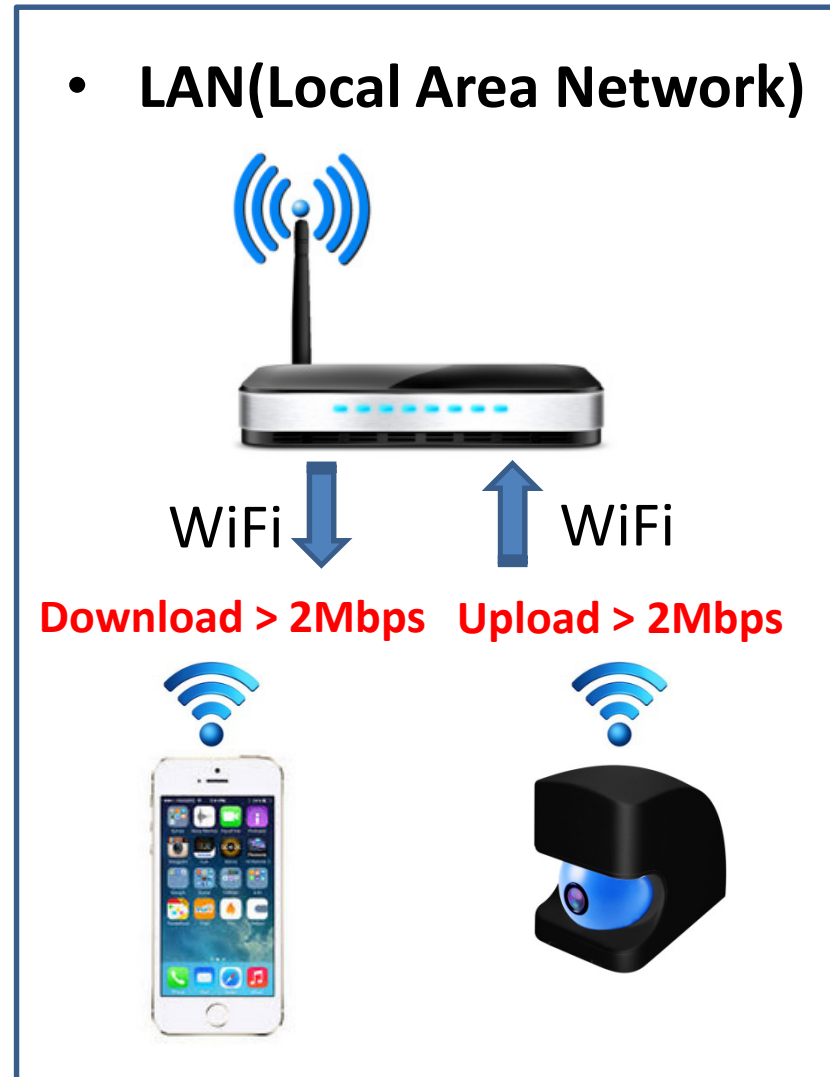 • LAN(Local Area Network)
WiFi WiFi
Download > 2Mbps Upload > 2Mbps